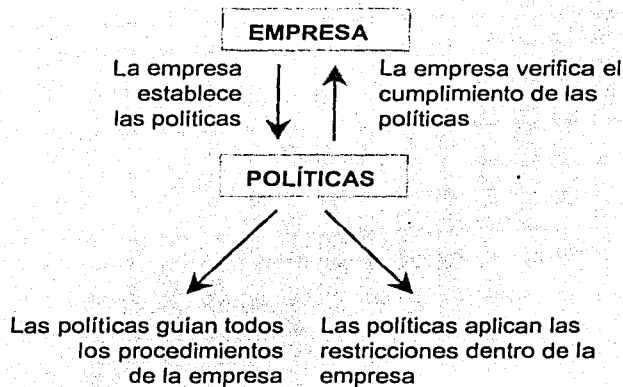 EMPRESA
La empresa
establece
las políticas
La empresa verifica el
cumplimiento de las
políticas
POLÍTICAS
Las políticas guían todos
los procedimientos
de la empresa
Las políticas aplican las
restricciones dentro de la
empresa